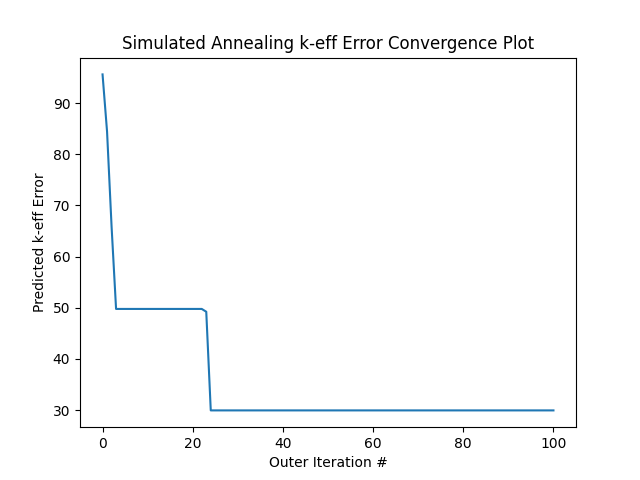 Simulated Annealing k-eff Error Convergence Plot
90
80
70
60
50
40
30
Predicted k-eff Error
0 20 40 60 80 100
Outer Iteration #